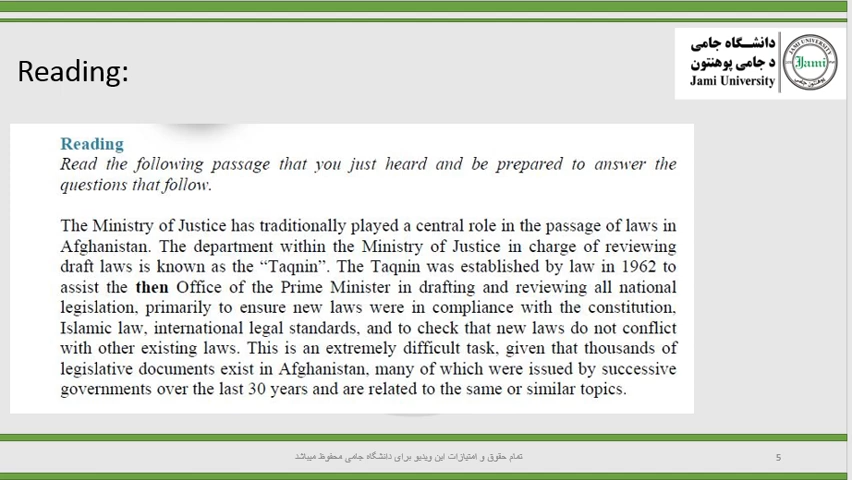 Reading:
دانشگاه جامی
د جامی پوهنتون
Jami University
JAMI UNIVERSITY
Jami
Reading
Read the following passage that you just heard and be prepared to answer the
questions that follow.
The Ministry of Justice has traditionally played a central role in the passage of laws in
Afghanistan. The department within the Ministry of Justice in charge of reviewing
draft laws is known as the “Taqnin”. The Taqnin was established by law in 1962 to
assist the then Office of the Prime Minister in drafting and reviewing all national
legislation, primarily to ensure new laws were in compliance with the constitution,
Islamic law, international legal standards, and to check that new laws do not conflict
with other existing laws. This is an extremely difficult task, given that thousands of
legislative documents exist in Afghanistan, many of which were issued by successive
governments over the last 30 years and are related to the same or similar topics.
تمام حقوق و امتیازات این ویدیو برای دانشگاه جامی محفوظ میباشد
5